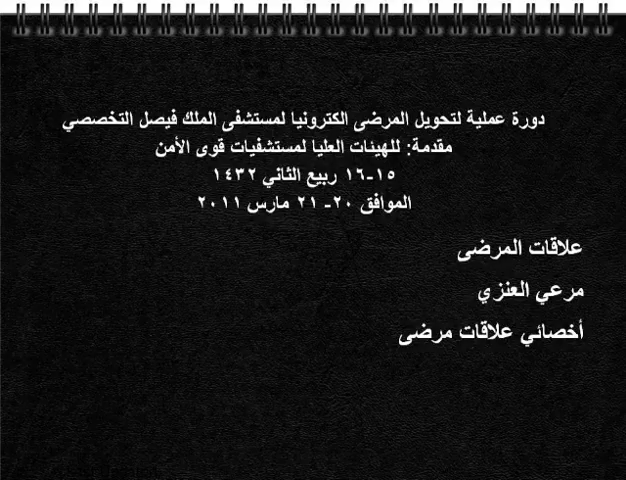 دورة عملية لتحويل المرضى الكترونيا لمستشفى الملك فيصل التخصصي
مقدمة: للهيئات العليا لمستشفيات قوى الأمن
١٥-١٦ ربيع الثاني ١٤٣٢
الموافق ٢٠- ٢١ مارس ٢٠١١
علاقات المرضى
مرعي العنزي
أخصائي علاقات مرضى